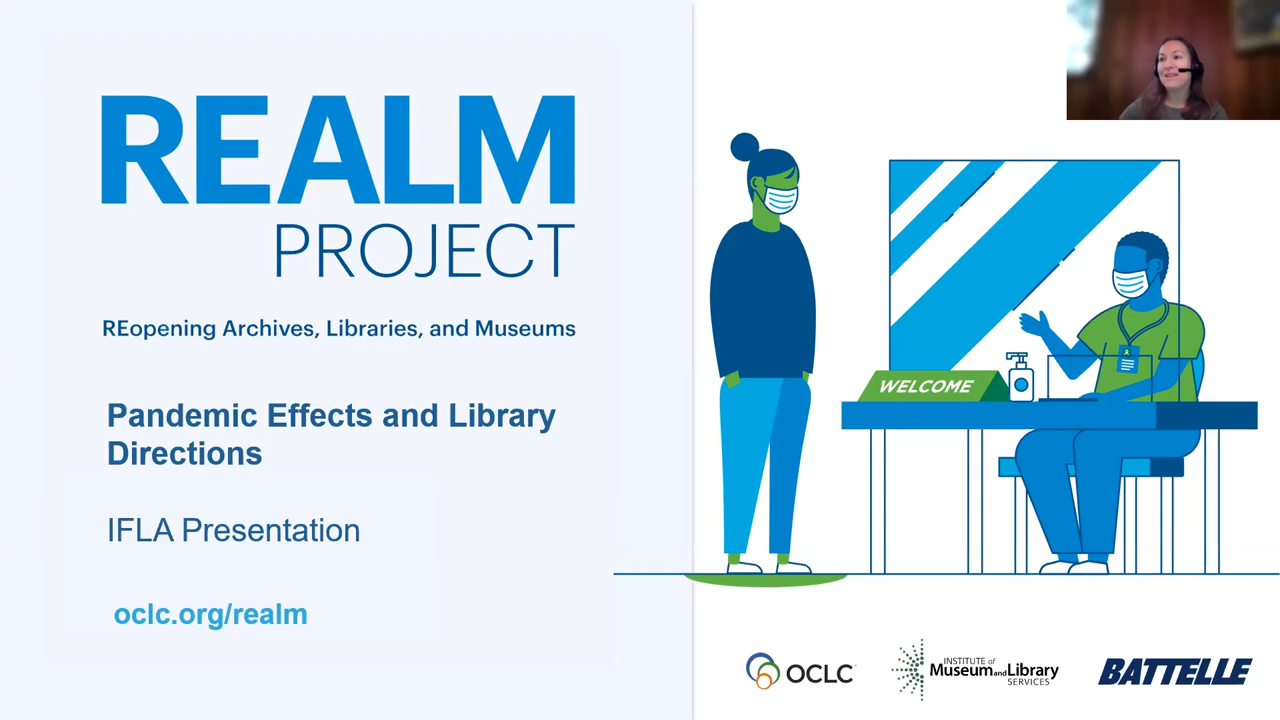 REALM
PROJECT
REopening Archives, Libraries, and Museums
Pandemic Effects and Library
Directions
IFLA Presentation
oclc.org/realm
WELCOME
OCLC
INSTITUTE of
Museum and Library
SERVICES
BATTELLE